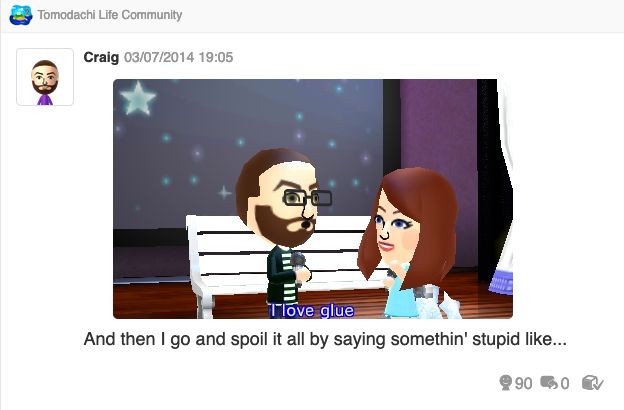 Tomodachi Life Community
Craig 03/07/2014 19:05
I love glue
And then I go and spoil it all by saying somethin' stupid like...
90 0